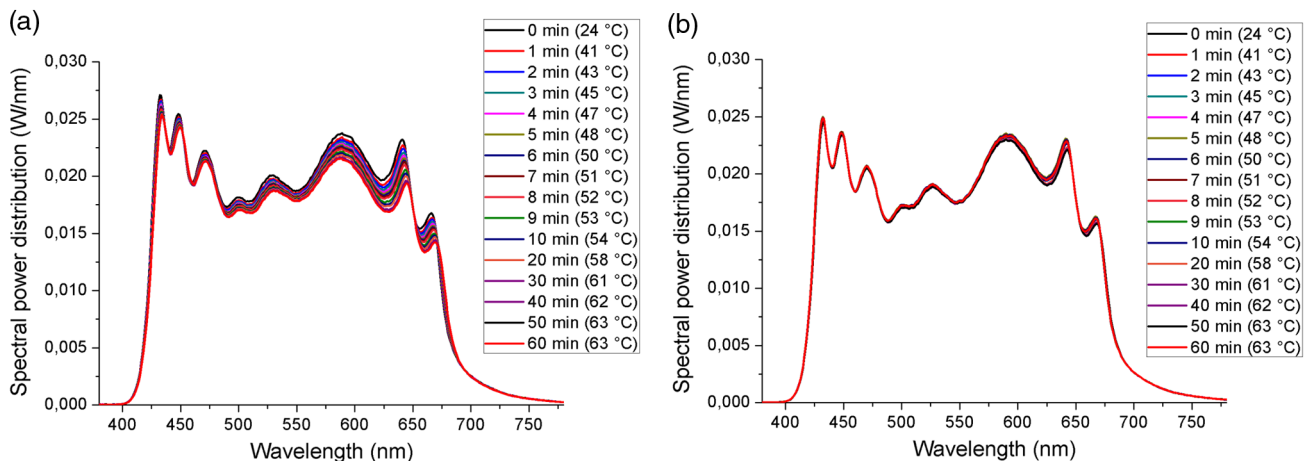 (a)
0 min (24 °C)
1 min (41 °C)
2 min (43 °C)
3 min (45 °C)
4 min (47 °C)
5 min (48 °C)
6 min (50 °C)
7 min (51 °C)
8 min (52 °C)
9 min (53 °C)
10 min (54 °C)
20 min (58 °C)
30 min (61 °C)
40 min (62 °C)
50 min (63 °C)
60 min (63 °C)
Spectral power distribution (W/nm)
0,030
0,025
0,020
0,015
0,010
0,005
0,000
400 450 500 550 600 650 700 750
Wavelength (nm)
(b)
0 min (24 °C)
1 min (41 °C)
2 min (43 °C)
3 min (45 °C)
4 min (47 °C)
5 min (48 °C)
6 min (50 °C)
7 min (51 °C)
8 min (52 °C)
9 min (53 °C)
10 min (54 °C)
20 min (58 °C)
30 min (61 °C)
40 min (62 °C)
50 min (63 °C)
60 min (63 °C)
Spectral power distribution (W/nm)
0,030
0,025
0,020
0,015
0,010
0,005
0,000
400 450 500 550 600 650 700 750
Wavelength (nm)